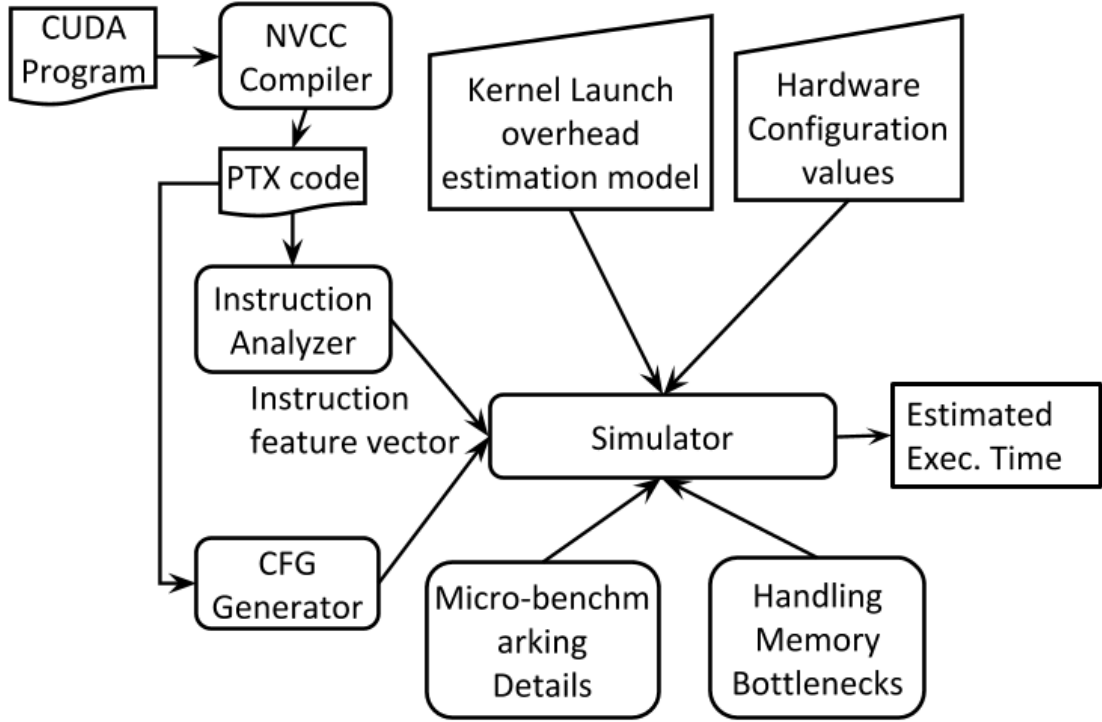 CUDA
Program
NVCC
Compiler
Kernel Launch
overhead
estimation model
Hardware
Configuration
values
PTX code
Instruction
Analyzer
Instruction
feature vector
Simulator
Estimated
Exec. Time
CFG
Generator
Micro-benchm
arking
Details
Handling
Memory
Bottlenecks